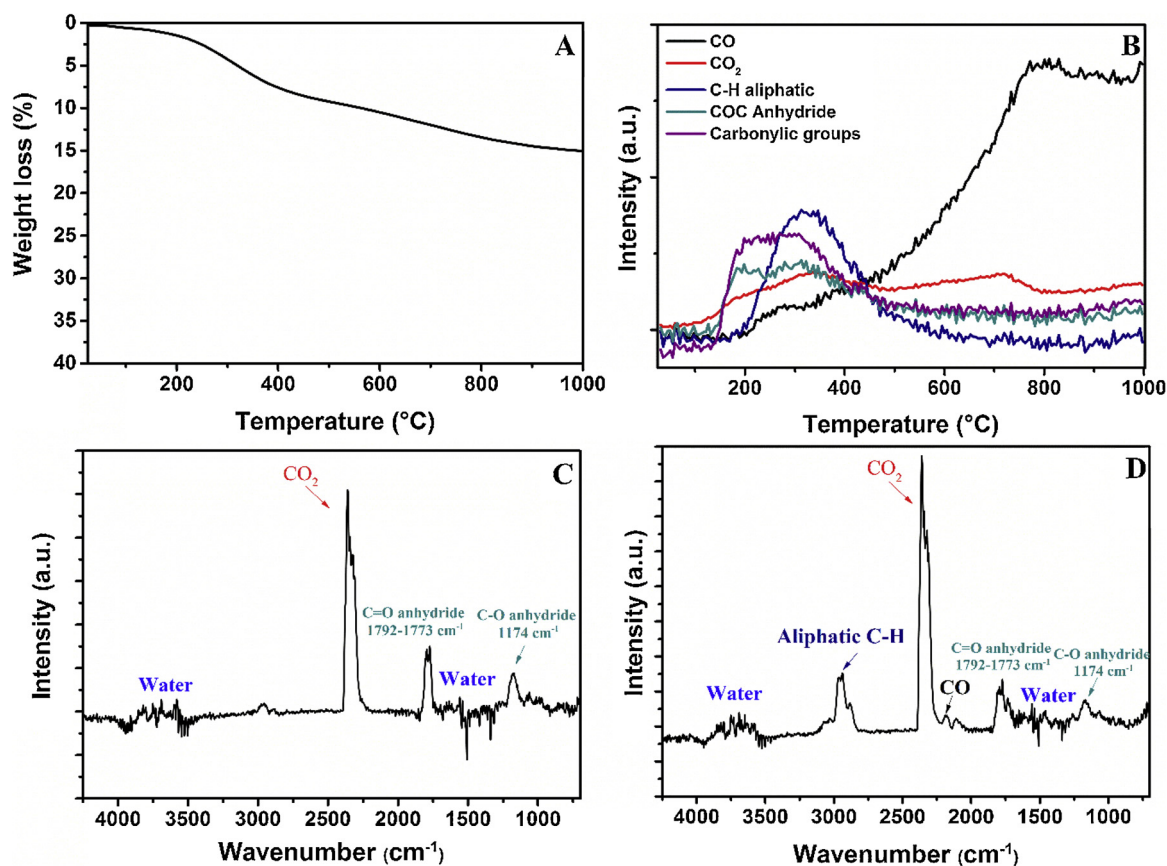 A
0
5
10
15
20
25
30
35
40
Weight loss (%)
200
400
600
800
1000
Temperature (°C)
B
CO
CO₂
C-H aliphatic
COC Anhydride
Carbonylic groups
Intensity (a.u.)
200
400
600
800
1000
Temperature (°C)
C
CO₂
C=O anhydride
1792-1773 cm⁻¹
C-O anhydride
1174 cm⁻¹
Water
Water
Intensity (a.u.)
4000
3500
3000
2500
2000
1500
1000
Wavenumber (cm⁻¹)
D
CO₂
Aliphatic C-H
C=O anhydride
1792-1773 cm⁻¹
C-O anhydride
1174 cm⁻¹
CO
Water
Water
Intensity (a.u.)
4000
3500
3000
2500
2000
1500
1000
Wavenumber (cm⁻¹)